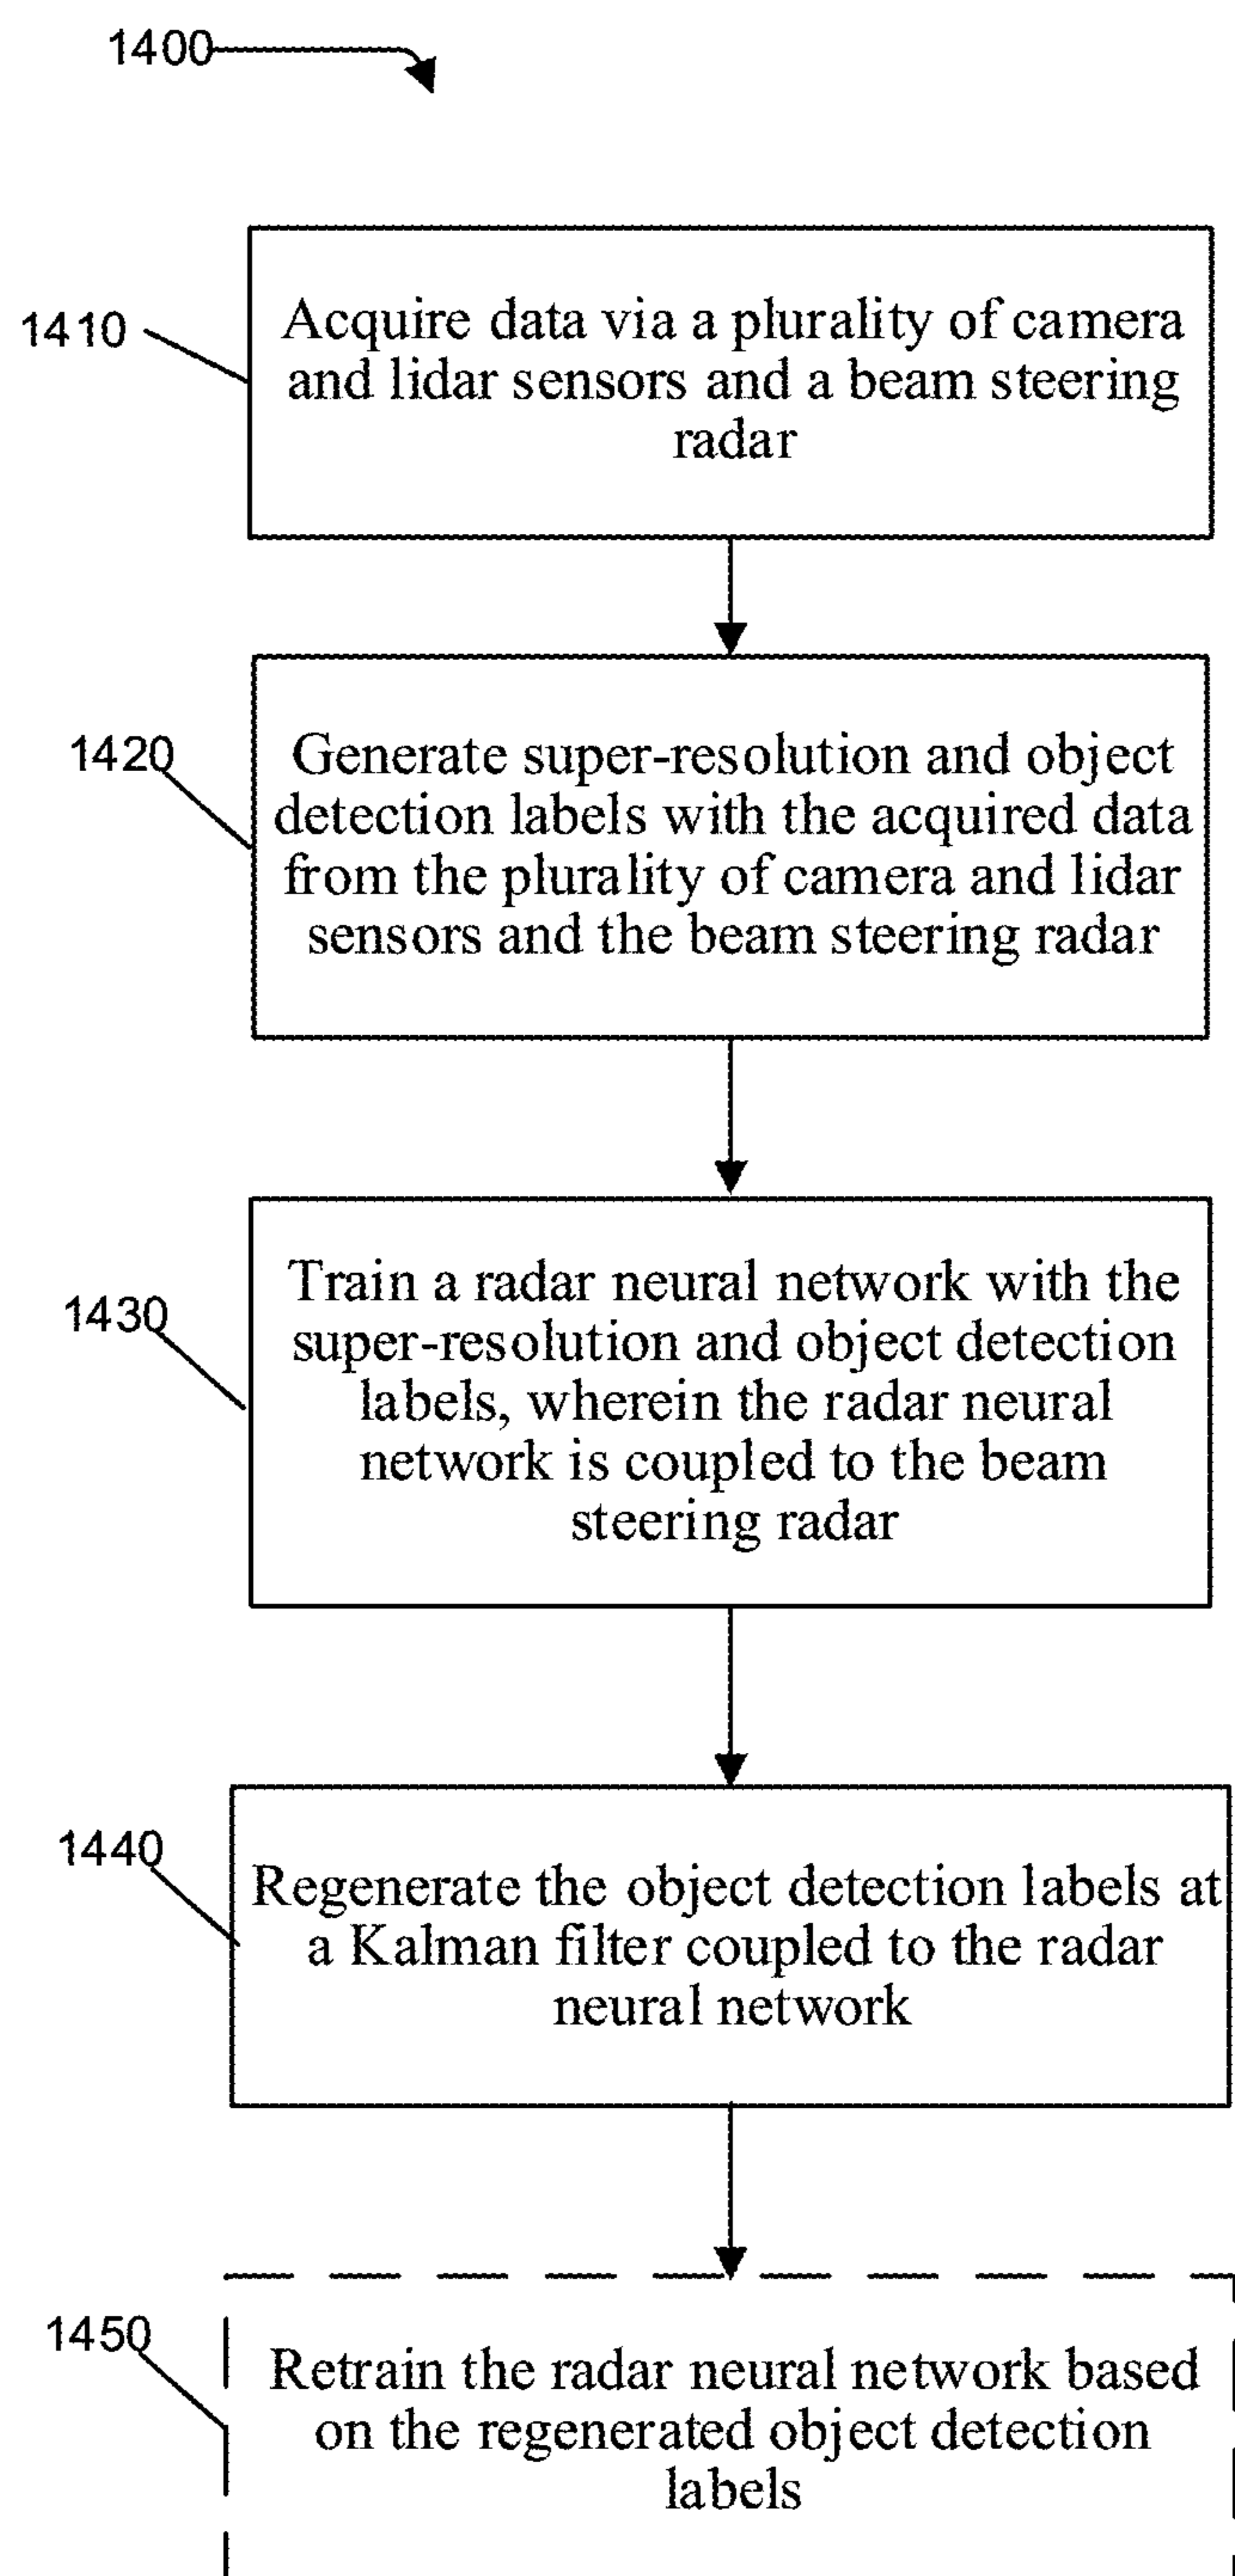 1400
1410
Acquire data via a plurality of camera
and lidar sensors and a beam steering
radar
1420
Generate super-resolution and object
detection labels with the acquired data
from the plurality of camera and lidar
sensors and the beam steering radar
1430
Train a radar neural network with the
super-resolution and object detection
labels, wherein the radar neural
network is coupled to the beam
steering radar
1440
Regenerate the object detection labels at
a Kalman filter coupled to the radar
neural network
1450
Retrain the radar neural network based
on the regenerated object detection
labels